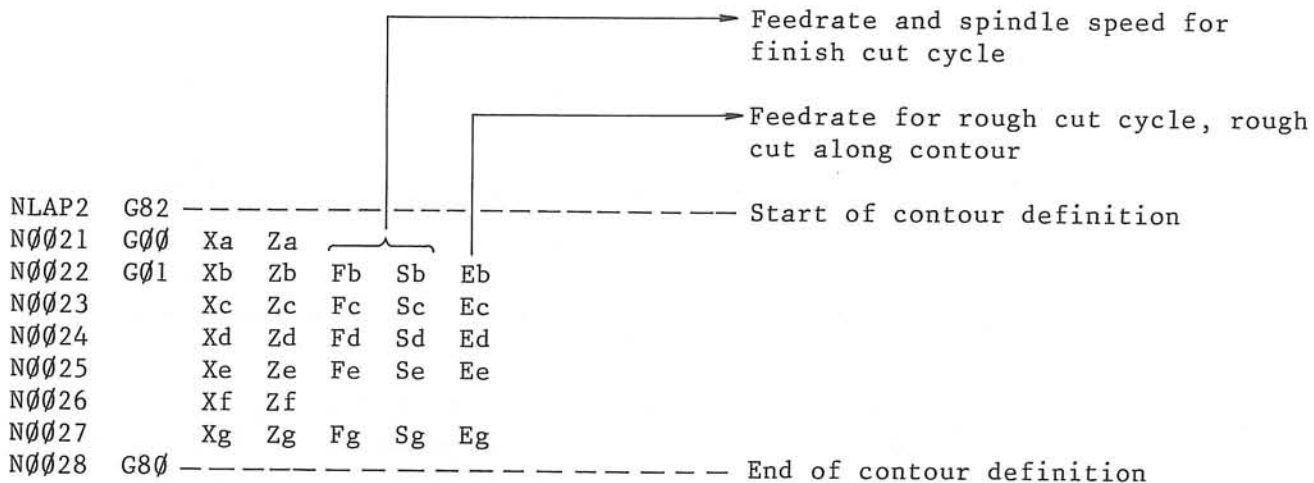 Feedrate and spindle speed for
finish cut cycle
Feedrate for rough cut cycle, rough
cut along contour
NLAP2 G82 Start of contour definition
NØØ21 GØØ Xa Za
NØØ22 GØ1 Xb Zb Fb Sb Eb
NØØ23 Xc Zc Fc Sc Ec
NØØ24 Xd Zd Fd Sd Ed
NØØ25 Xe Ze Fe Se Ee
NØØ26 Xf Zf
NØØ27 Xg Zg Fg Sg Eg
NØØ28 G8Ø End of contour definition